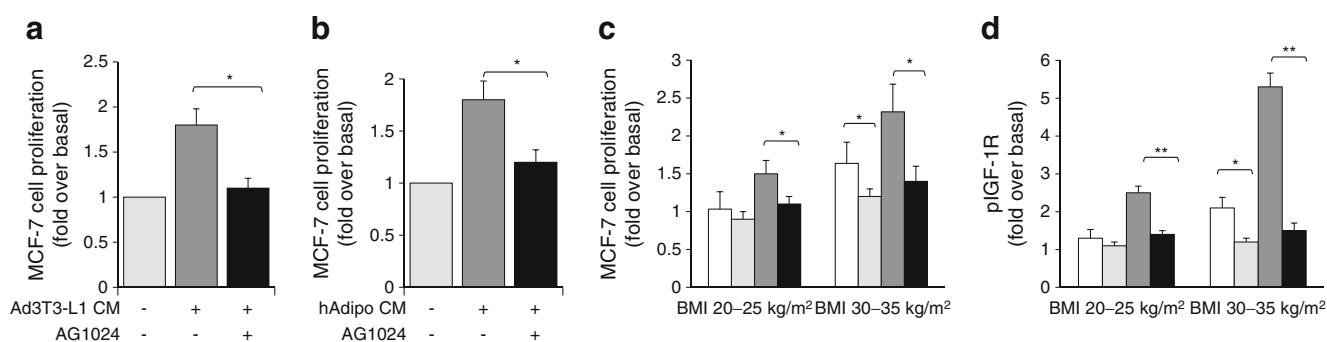 a
MCF-7 cell proliferation
(fold over basal)
2.5
2
1.5
1
0.5
0
*
Ad3T3-L1 CM - + +
AG1024 - - +
b
MCF-7 cell proliferation
(fold over basal)
2
1.5
1
0.5
0
*
hAdipo CM - + +
AG1024 - - +
c
MCF-7 cell proliferation
(fold over basal)
3
2.5
2
1.5
1
0.5
0
*
*
*
BMI 20–25 kg/m²
BMI 30–35 kg/m²
d
pIGF-1R
(fold over basal)
6
5
4
3
2
1
0
**
*
**
BMI 20–25 kg/m²
BMI 30–35 kg/m²